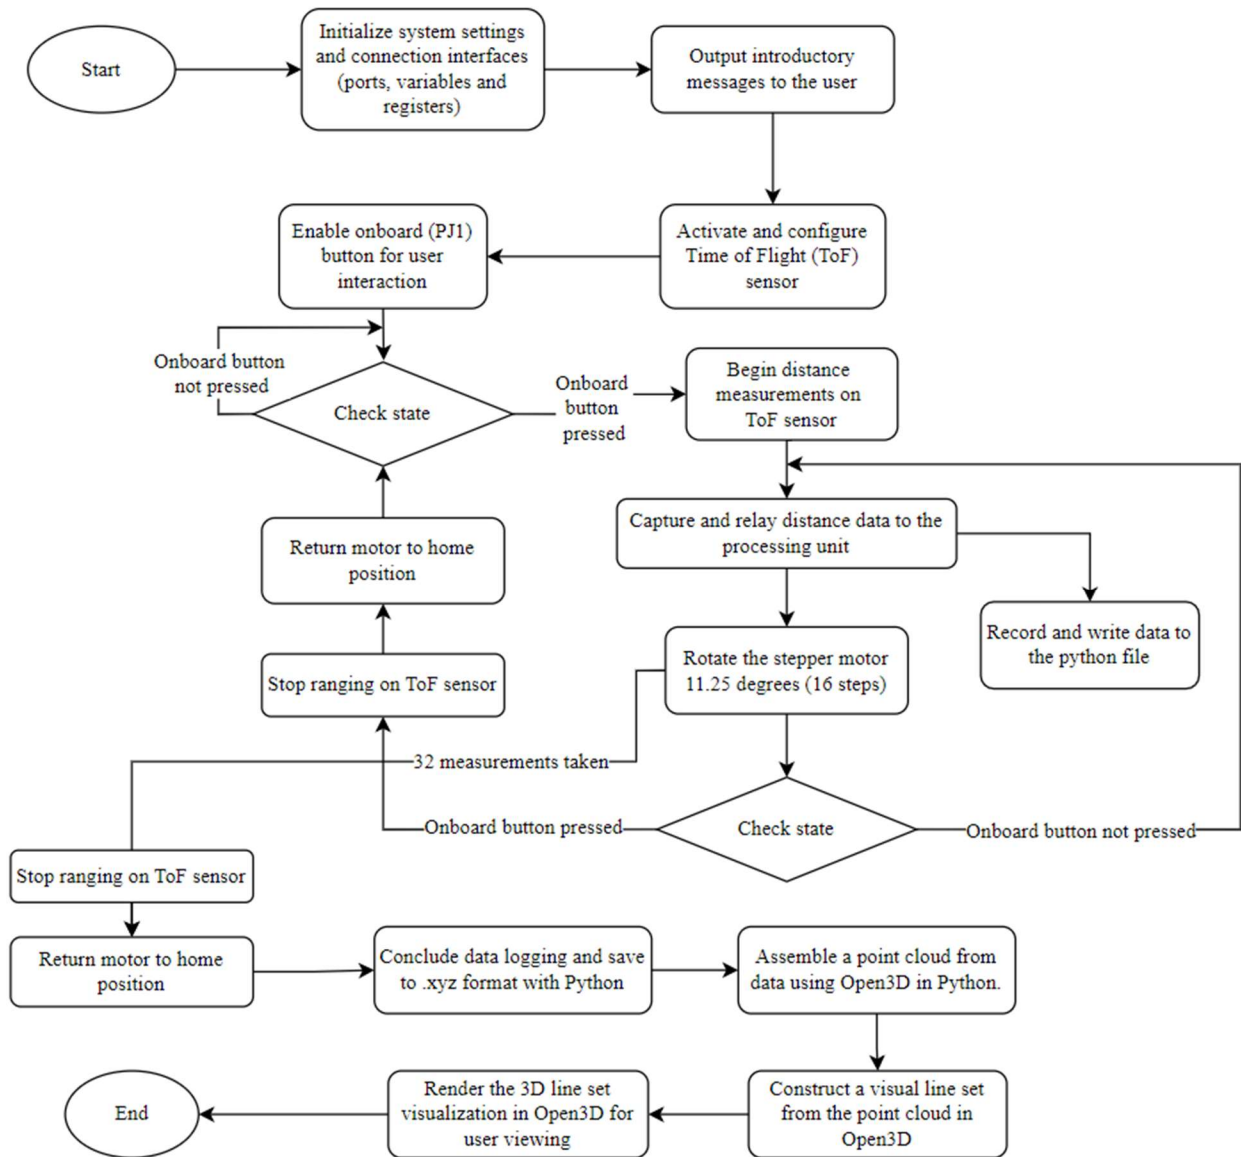 Start
Initialize system settings
and connection interfaces
(ports, variables and
registers)
Output introductory
messages to the user
Enable onboard (PJ1)
button for user
interaction
Activate and configure
Time of Flight (ToF)
sensor
Onboard button
not pressed
Check state
Onboard
button
pressed
Begin distance
measurements on
ToF sensor
Capture and relay distance data to the
processing unit
Return motor to home
position
Record and write data to
the python file
Rotate the stepper motor
11.25 degrees (16 steps)
Stop ranging on ToF sensor
32 measurements taken
Onboard button pressed
Check state
Onboard button not pressed
Stop ranging on ToF sensor
Return motor to home
position
Conclude data logging and save
to .xyz format with Python
Assemble a point cloud from
data using Open3D in Python.
End
Render the 3D line set
visualization in Open3D for
user viewing
Construct a visual line set
from the point cloud in
Open3D